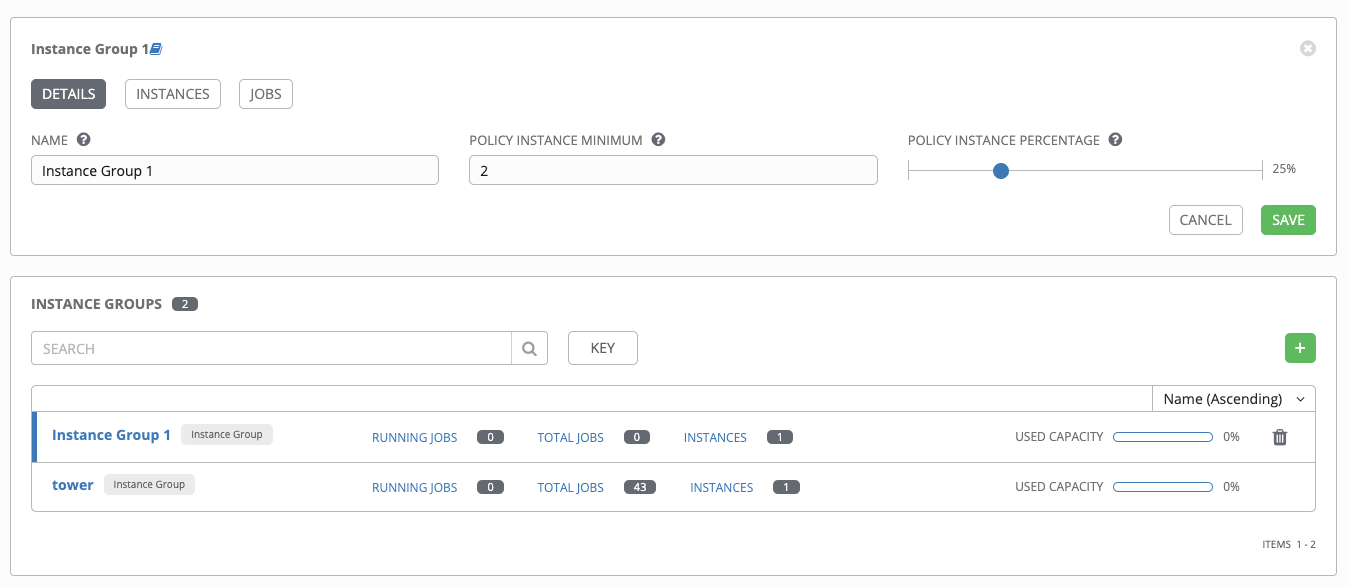 Instance Group 1
DETAILS INSTANCES JOBS
NAME ? POLICY INSTANCE MINIMUM ? POLICY INSTANCE PERCENTAGE ?
Instance Group 1 2 25%
CANCEL SAVE
INSTANCE GROUPS 2
SEARCH KEY +
Name (Ascending)
Instance Group 1 Instance Group RUNNING JOBS 0 TOTAL JOBS 0 INSTANCES 1 USED CAPACITY 0%
tower Instance Group RUNNING JOBS 0 TOTAL JOBS 43 INSTANCES 1 USED CAPACITY 0%
ITEMS 1 - 2